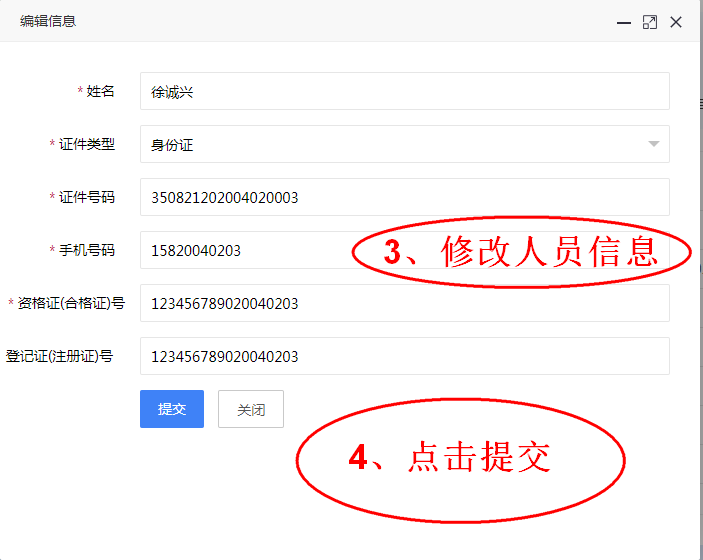 编辑信息
* 姓名 徐诚兴
* 证件类型 身份证
* 证件号码 350821202004020003
* 手机号码 15820040203
3、修改人员信息
* 资格证(合格证)号 123456789020040203
登记证(注册证)号 123456789020040203
提交 关闭
4、点击提交